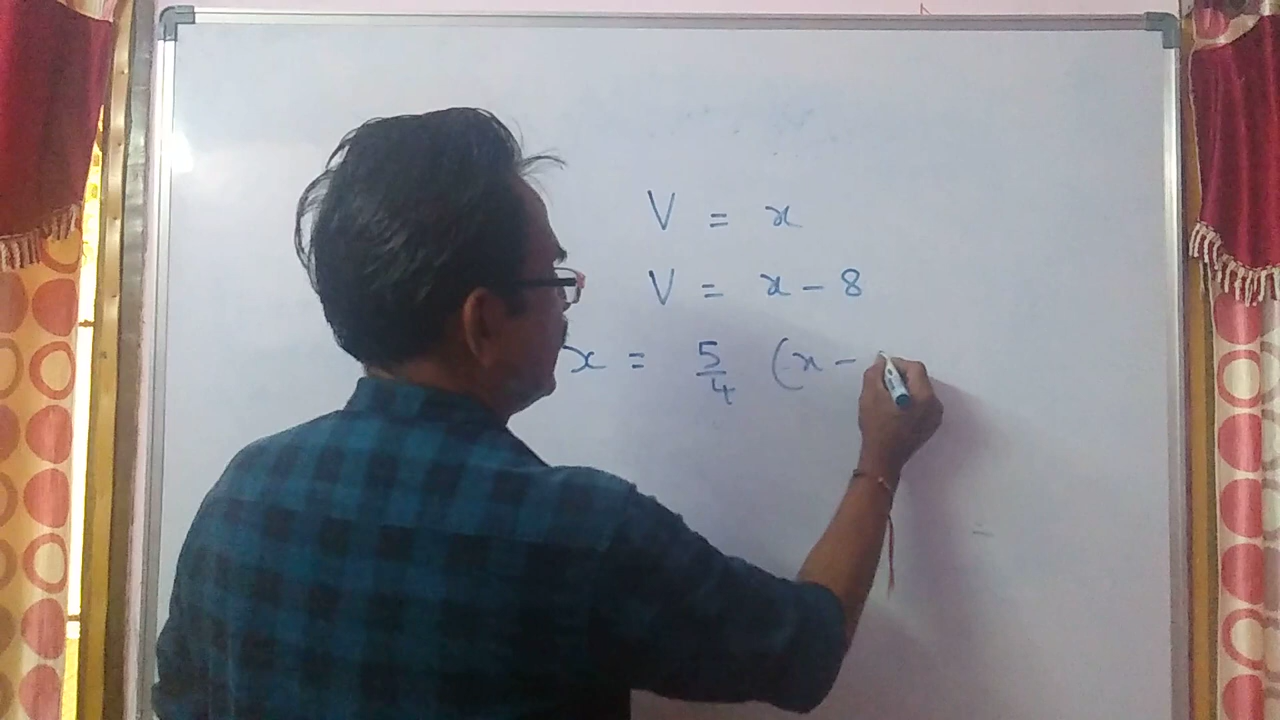 V = x
V = x - 8
x = 5/4 (x -